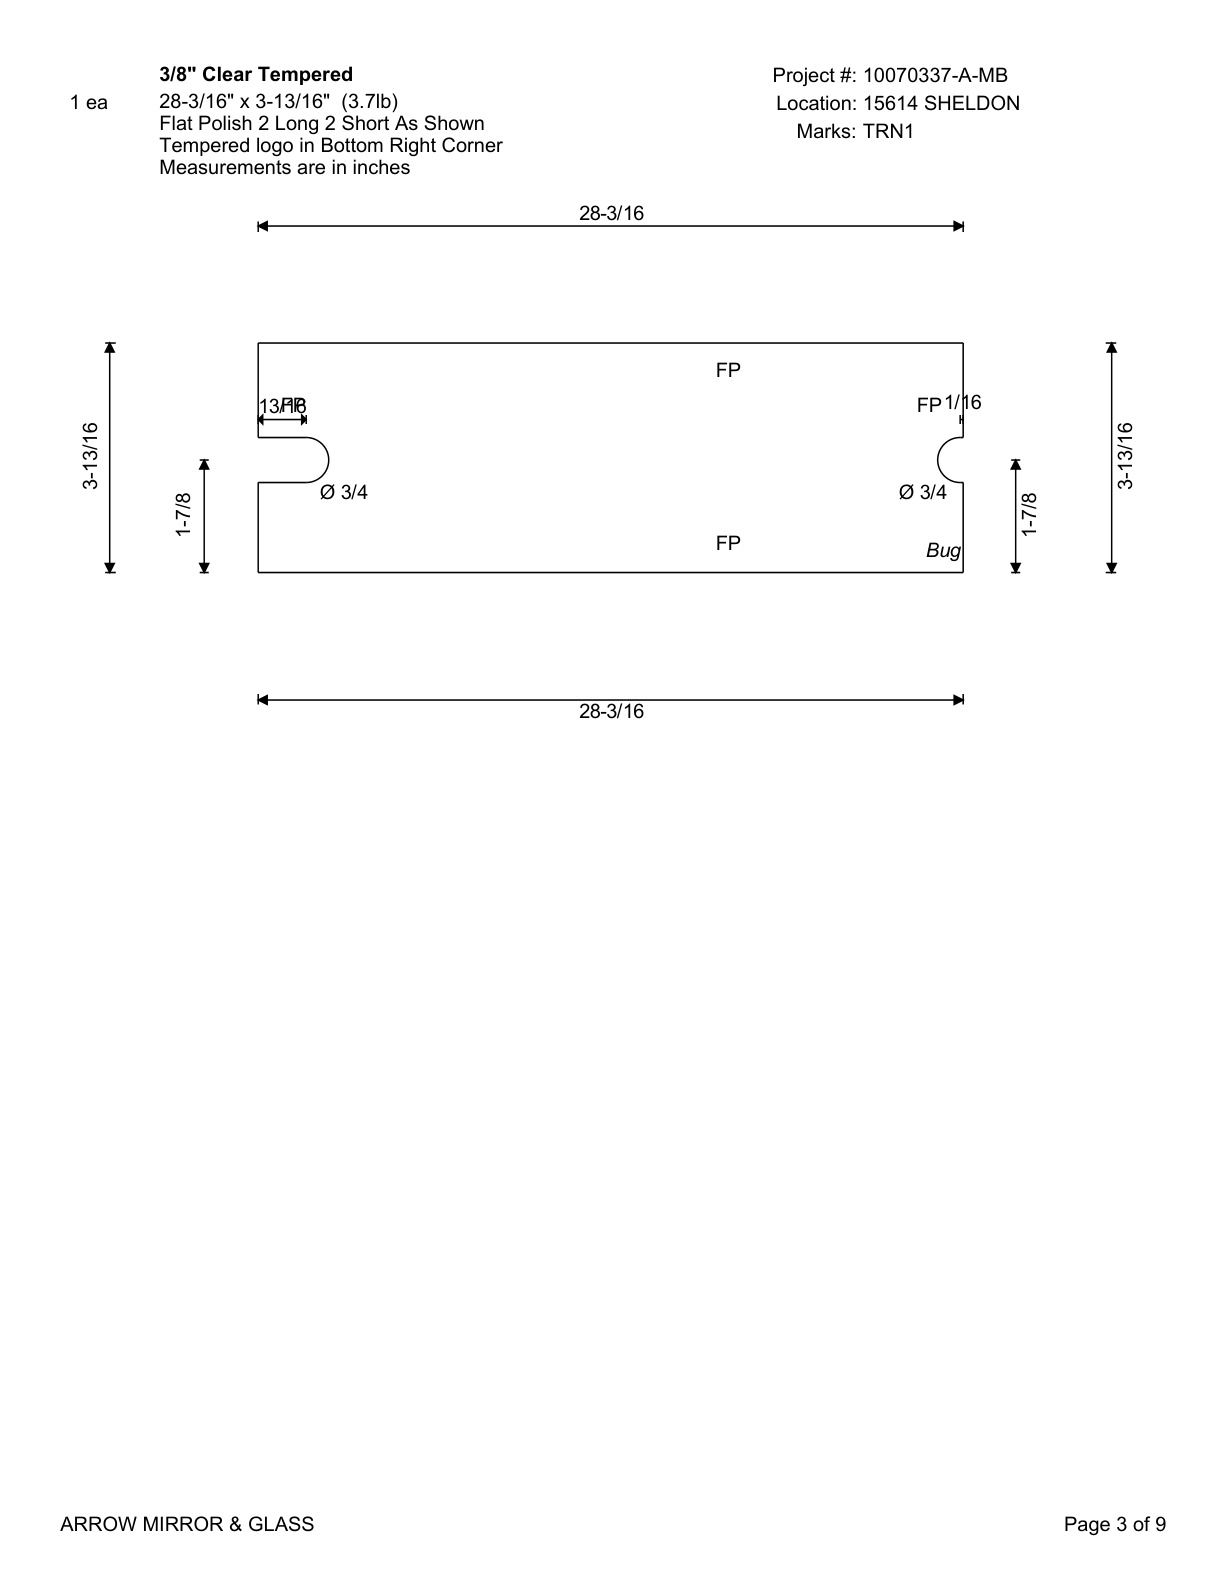 3/8" Clear Tempered
Project #: 10070337-A-MB
1 ea
28-3/16" x 3-13/16"  (3.7lb)
Location: 15614 SHELDON
Flat Polish 2 Long 2 Short As Shown
Marks: TRN1
Tempered logo in Bottom Right Corner
Measurements are in inches
28-3/16
FP
13/16
FP
FP
1/16
3-13/16
3-13/16
Ø 3/4
Ø 3/4
1-7/8
1-7/8
FP
Bug
28-3/16
ARROW MIRROR & GLASS
Page 3 of 9